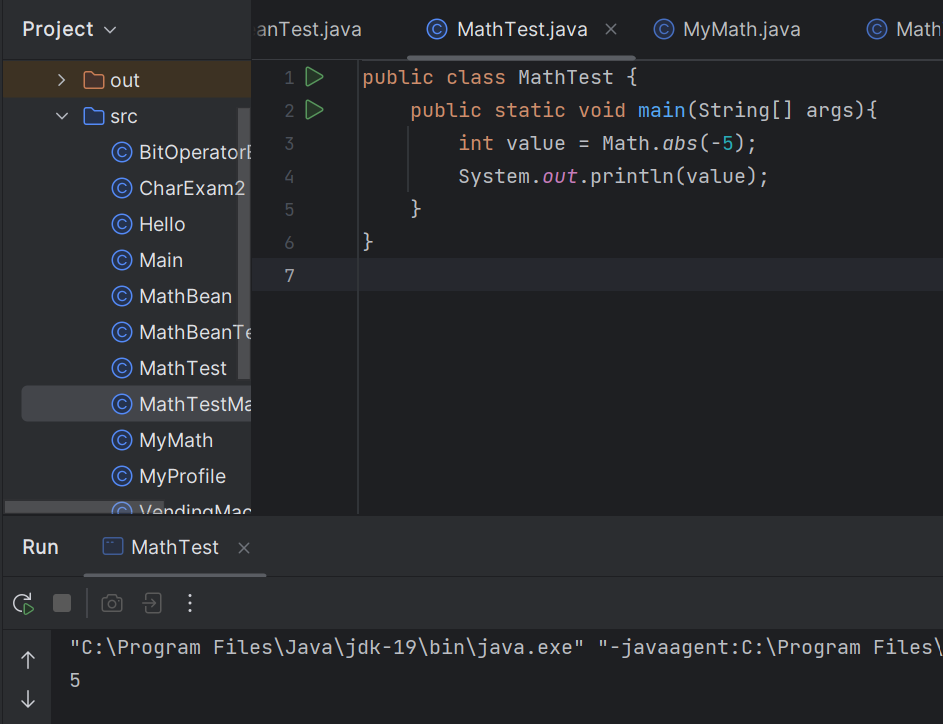 Project
anTest.java MathTest.java MyMath.java Math
out
src
BitOperatorE
CharExam2
Hello
Main
MathBean
MathBeanTe
MathTest
MathTestMa
MyMath
MyProfile
VendingMac
1 public class MathTest {
2 public static void main(String[] args){
3 int value = Math.abs(-5);
4 System.out.println(value);
5 }
6 }
7
Run MathTest
"C:\Program Files\Java\jdk-19\bin\java.exe" "-javaagent:C:\Program Files\
5